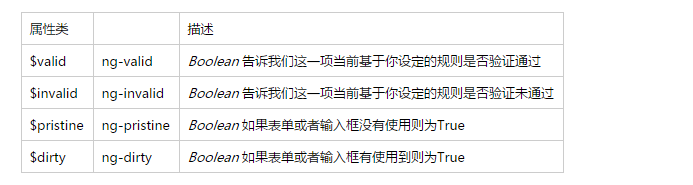 属性类 描述
$valid ng-valid Boolean 告诉我们这一项当前基于你设定的规则是否验证通过
$invalid ng-invalid Boolean 告诉我们这一项当前基于你设定的规则是否验证未通过
$pristine ng-pristine Boolean 如果表单或者输入框没有使用则为True
$dirty ng-dirty Boolean 如果表单或者输入框有使用到则为True